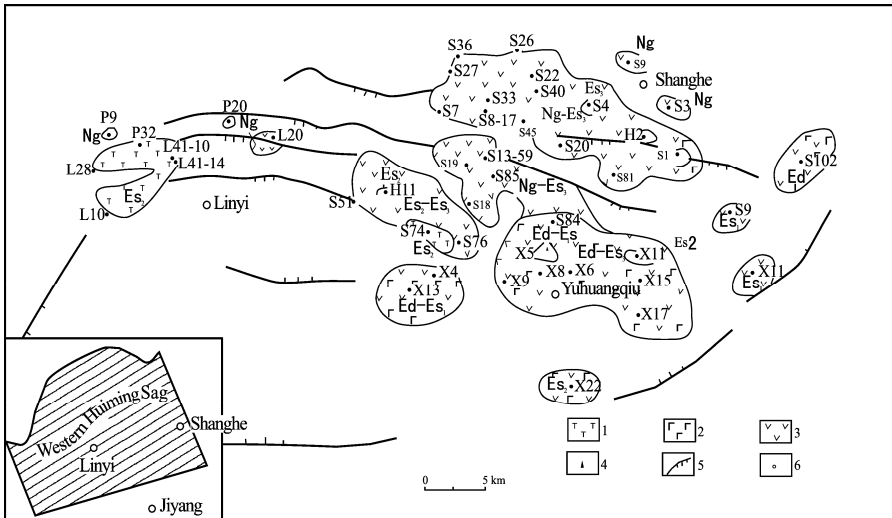 S36
S26
Ng
S9
Shanghe
S27
S22
S40
Es₃
S4
Ng
S3
S7
S33
S8-17
Ng-Es₃
S45
H2
P9
Ng
P20
Ng
P32
L20
L41-10
L41-14
L28
Es₂
L10
Linyi
S20
S1
S81
S13-59
S19
S85
Ng-Es₃
S18
Es
H11
Es₂-Es₃
S51
S74
Es₂
S76
S102
Ed
S9
Es₁
S84
Ed-Es
X5
Ed-Es
X11
Es2
X4
X13
Ed-Es₁
X9
X8
X6
X15
Yuhuangqiu
X17
X11
Es₁
Es₂
X22
Western Huiming Sag
Shanghe
Linyi
Jiyang
0 5 km
1
2
3
4
5
6